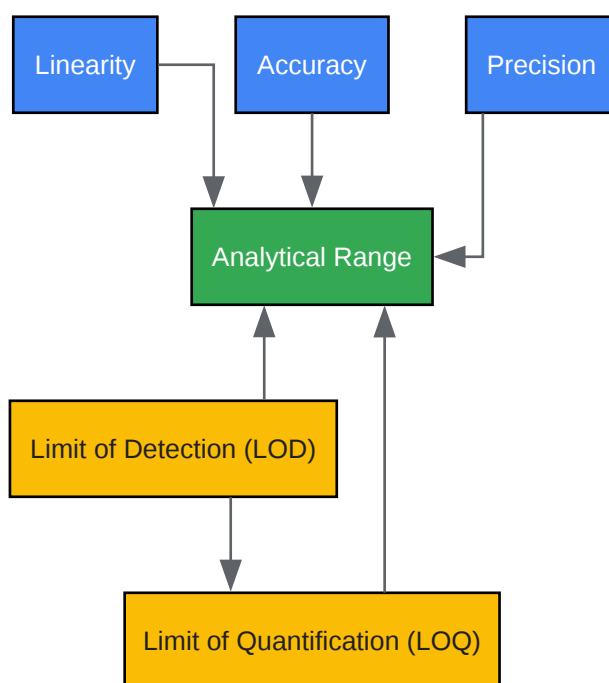 Linearity
Accuracy
Precision
Analytical Range
Limit of Detection (LOD)
Limit of Quantification (LOQ)